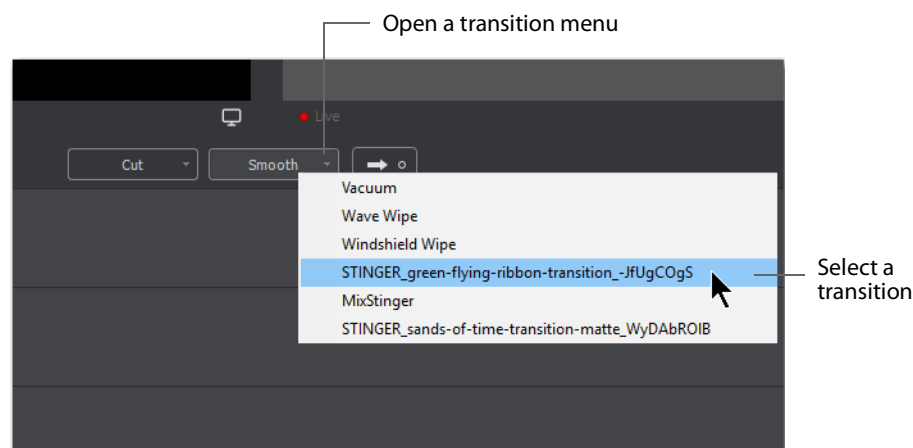 Open a transition menu
Live
Cut
Smooth
Vacuum
Wave Wipe
Windshield Wipe
STINGER_green-flying-ribbon-transition_-JfUgCOgS
MixStinger
STINGER_sands-of-time-transition-matte_WyDAbROIB
Select a
transition